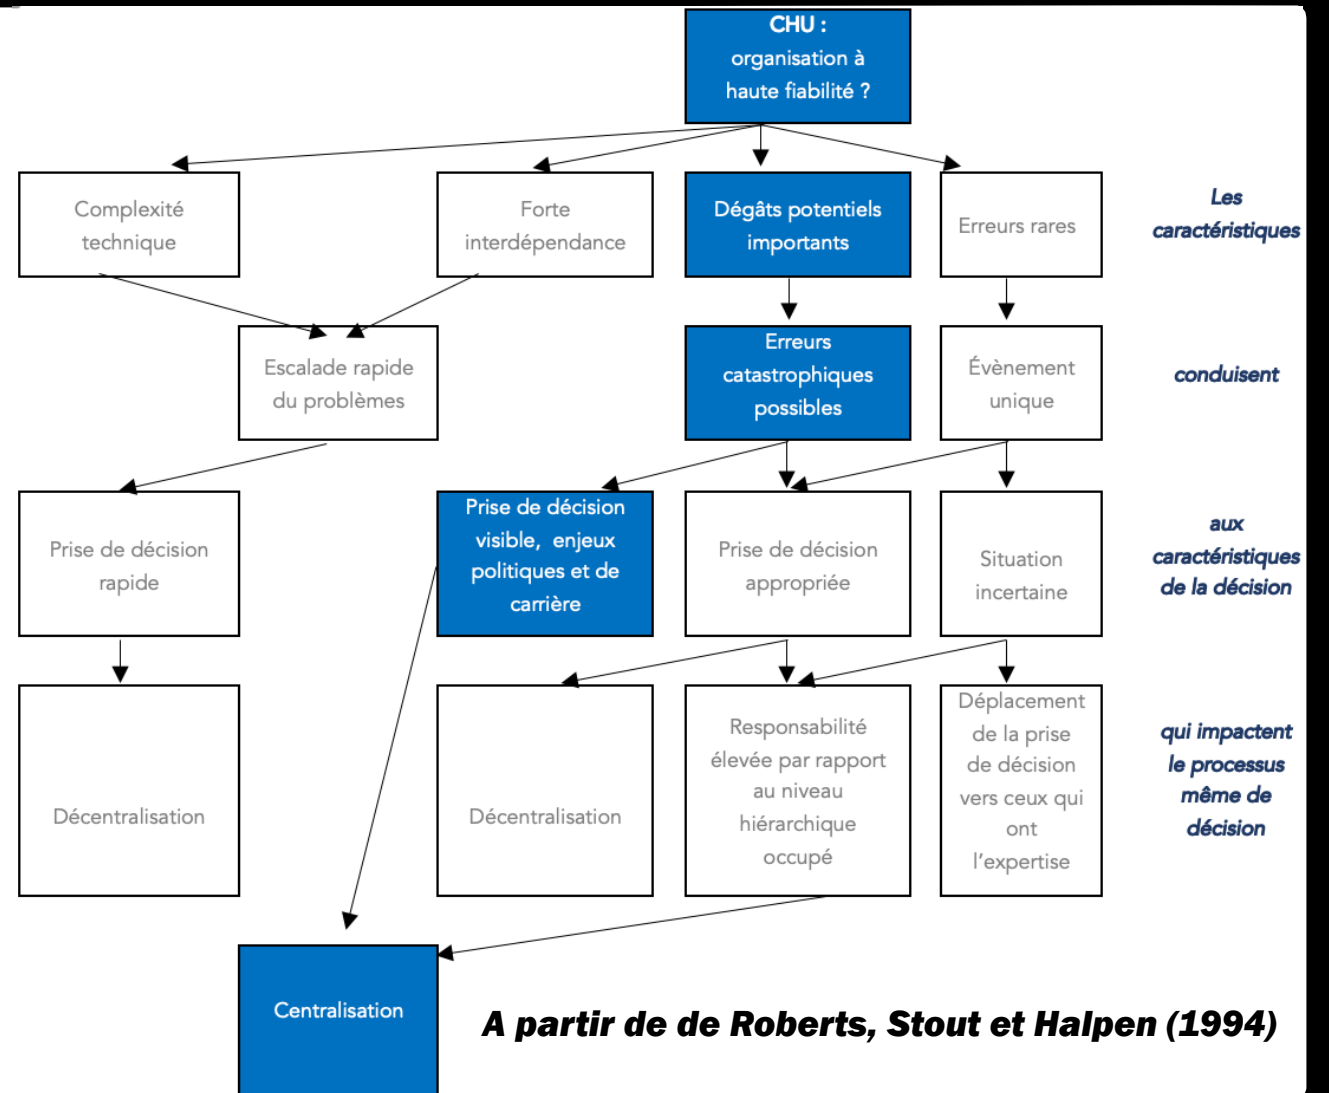 CHU :
organisation à
haute fiabilité ?
Complexité
technique
Forte
interdépendance
Dégâts potentiels
importants
Erreurs rares
Les
caractéristiques
Escalade rapide
du problèmes
Erreurs
catastrophiques
possibles
Évènement
unique
conduisent
Prise de décision
rapide
Prise de décision
visible, enjeux
politiques et de
carrière
Prise de décision
appropriée
Situation
incertaine
aux
caractéristiques
de la décision
Décentralisation
Décentralisation
Responsabilité
élevée par rapport
au niveau
hiérarchique
occupé
Déplacement
de la prise
de décision
vers ceux qui
ont
l'expertise
qui impactent
le processus
même de
décision
Centralisation
A partir de de Roberts, Stout et Halpen (1994)